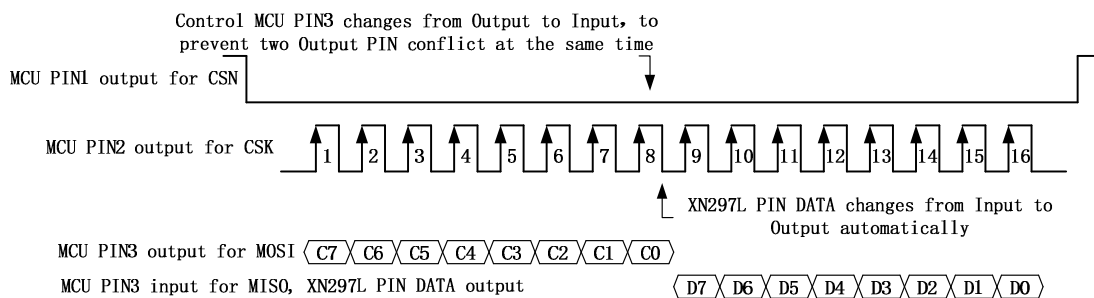 Control MCU PIN3 changes from Output to Input, to
prevent two Output PIN conflict at the same time
MCU PIN1 output for CSN
MCU PIN2 output for CSK
1 2 3 4 5 6 7 8 9 10 11 12 13 14 15 16
XN297L PIN DATA changes from Input to
Output automatically
MCU PIN3 output for MOSI C7 C6 C5 C4 C3 C2 C1 C0
MCU PIN3 input for MISO, XN297L PIN DATA output D7 D6 D5 D4 D3 D2 D1 D0